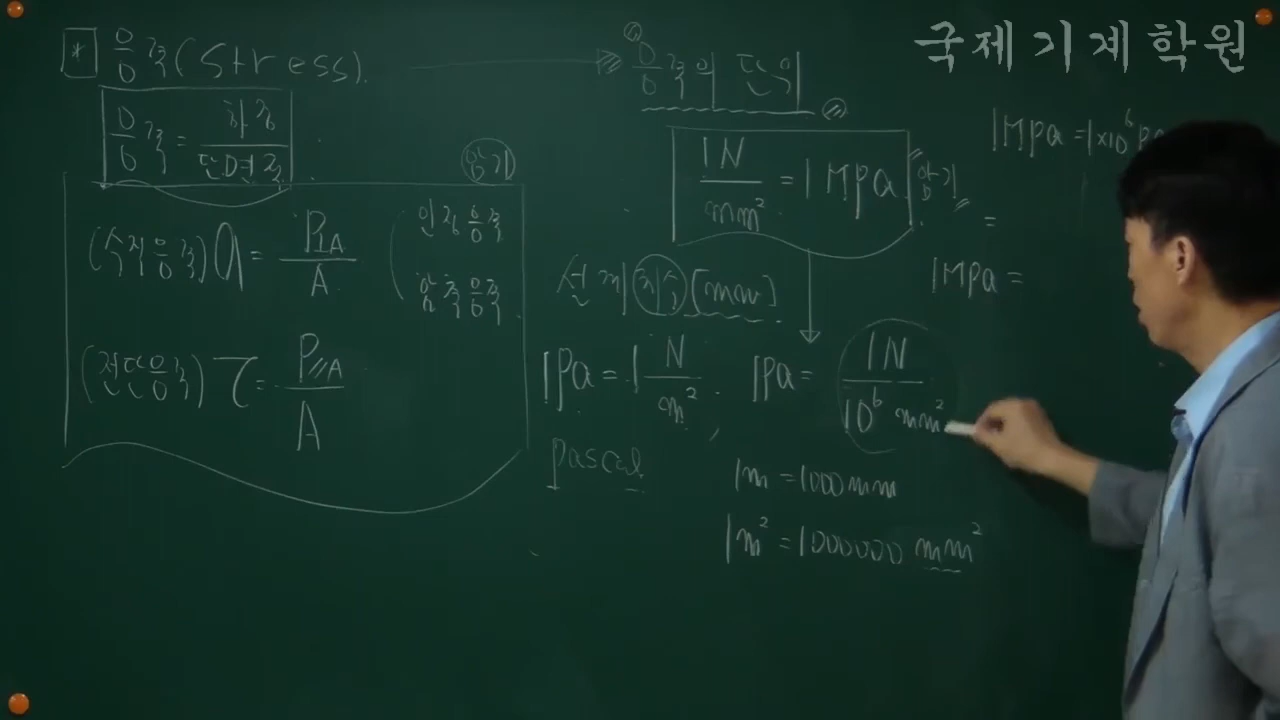 국제기계학원
* 응력(Stress).
응력 = 하중 / 단면적
암기
(수직응력) σ = P⊥A / A
(인장응력
압축응력
(전단응력) τ = P∥A / A
응력의 단위
1N / mm² = 1MPa
암기
설계 치수 [mm]
1Pa = 1 N / m².
Pascal
1Pa = 1N / 10⁶ mm²
1m = 1000mm
1m² = 1000000 mm²
1MPa = 1×10⁶ Pa
=
1MPa =